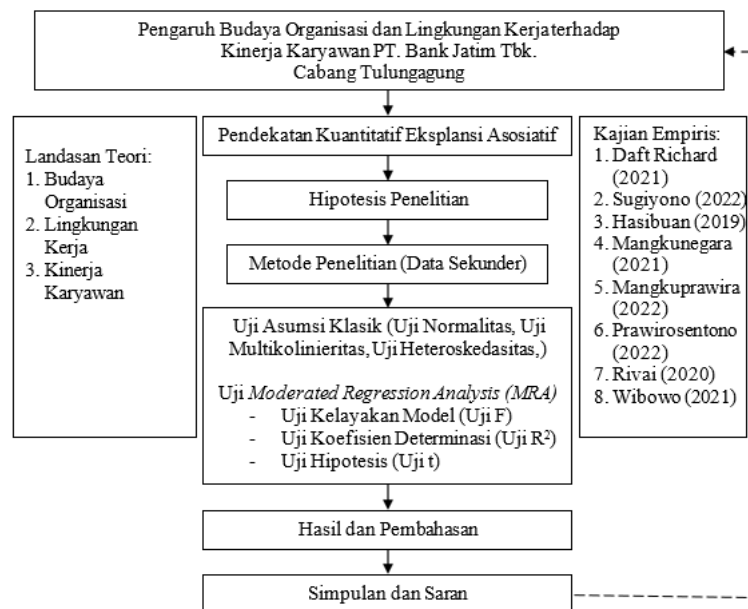 Pengaruh Budaya Organisasi dan Lingkungan Kerjaterhadap
Kinerja Karyawan PT. Bank Jatim Tbk.
Cabang Tulungagung
Landasan Teori:
1. Budaya
Organisasi
2. Lingkungan
Kerja
3. Kinerja
Karyawan
Pendekatan Kuantitatif Eksplansi Asosiatif
Hipotesis Penelitian
Metode Penelitian (Data Sekunder)
Uji Asumsi Klasik (Uji Normalitas, Uji
Multikolinieritas, Uji Heteroskedasitas,)
Uji Moderated Regression Analysis (MRA)
- Uji Kelayakan Model (Uji F)
- Uji Koefisien Determinasi (Uji R²)
- Uji Hipotesis (Uji t)
Hasil dan Pembahasan
Simpulan dan Saran
Kajian Empiris:
1. Daft Richard
(2021)
2. Sugiyono (2022)
3. Hasibuan (2019)
4. Mangkunegara
(2021)
5. Mangkuprawira
(2022)
6. Prawirosentono
(2022)
7. Rivai (2020)
8. Wibowo (2021)